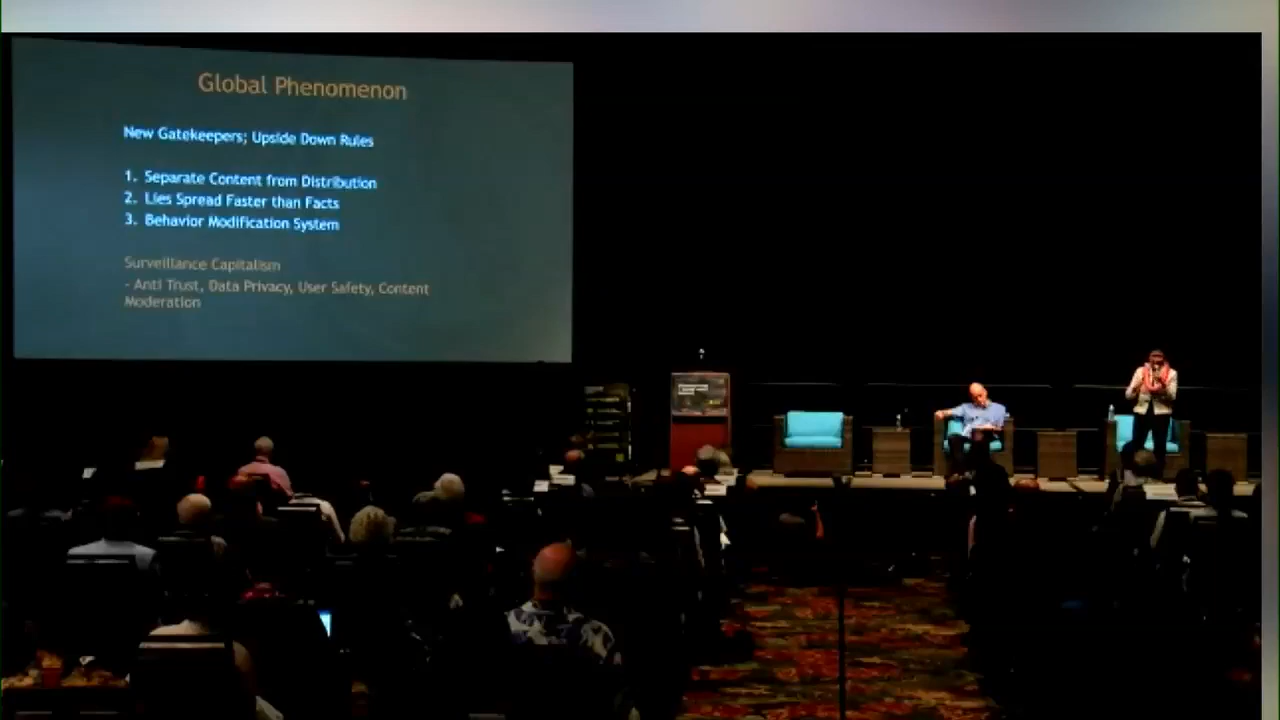 Global Phenomenon
New Gatekeepers; Upside Down Rules
1. Separate Content from Distribution
2. Lies Spread Faster than Facts
3. Behavior Modification System
Surveillance Capitalism
- Anti Trust, Data Privacy, User Safety, Content
Moderation